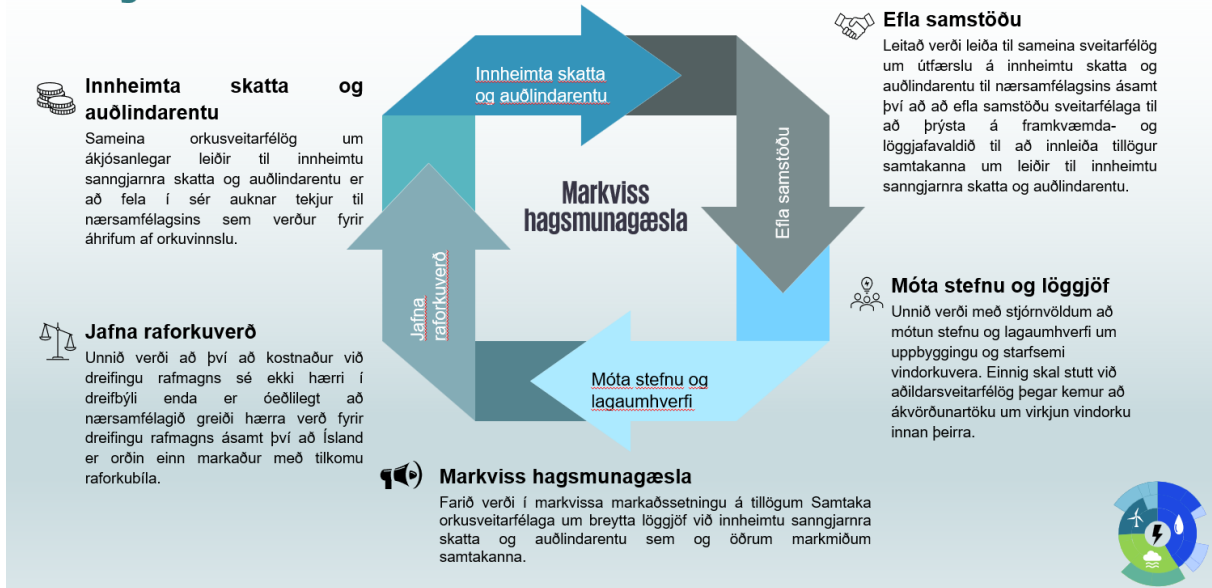 Innheimta skatta og
auðlindarentu
Sameina orkusveitarfélög um
ákjósanlegar leiðir til innheimtu
sanngjarnra skatta og auðlindarentu er
að fela í sér auknar tekjur til
nærsamfélagsins sem verður fyrir
áhrifum af orkuvinnslu.
Jafna raforkuverð
Unnið verði að því að kostnaður við
dreifingu rafmagns sé ekki hærri í
dreifbýli enda er óeðlilegt að
nærsamfélagið greiði hærra verð fyrir
dreifingu rafmagns ásamt því að Ísland
er orðin einn markaður með tilkomu
raforkubíla.
Innheimta skatta
og auðlindarentu
Efla samstöðu
Móta stefnu og
lagaumhverfi
Jafna
raforkuverð
Markviss
hagsmunagæsla
Efla samstöðu
Leitað verði leiða til sameina sveitarfélög
um útfærslu á innheimtu skatta og
auðlindarentu til nærsamfélagsins ásamt
því að að efla samstöðu sveitarfélaga til
að þrýsta á framkvæmda- og
löggjafavaldið til að innleiða tillögur
samtakanna um leiðir til innheimtu
sanngjarnra skatta og auðlindarentu.
Móta stefnu og löggjöf
Unnið verði með stjórnvöldum að
mótun stefnu og lagaumhverfi um
uppbyggingu og starfsemi
vindorkuvera. Einnig skal stutt við
aðildarsveitarfélög þegar kemur að
ákvörðunartöku um virkjun vindorku
innan þeirra.
Markviss hagsmunagæsla
Farið verði í markvissa markaðssetningu á tillögum Samtaka
orkusveitarfélaga um breytta löggjöf við innheimtu sanngjarnra
skatta og auðlindarentu sem og öðrum markmiðum
samtakanna.